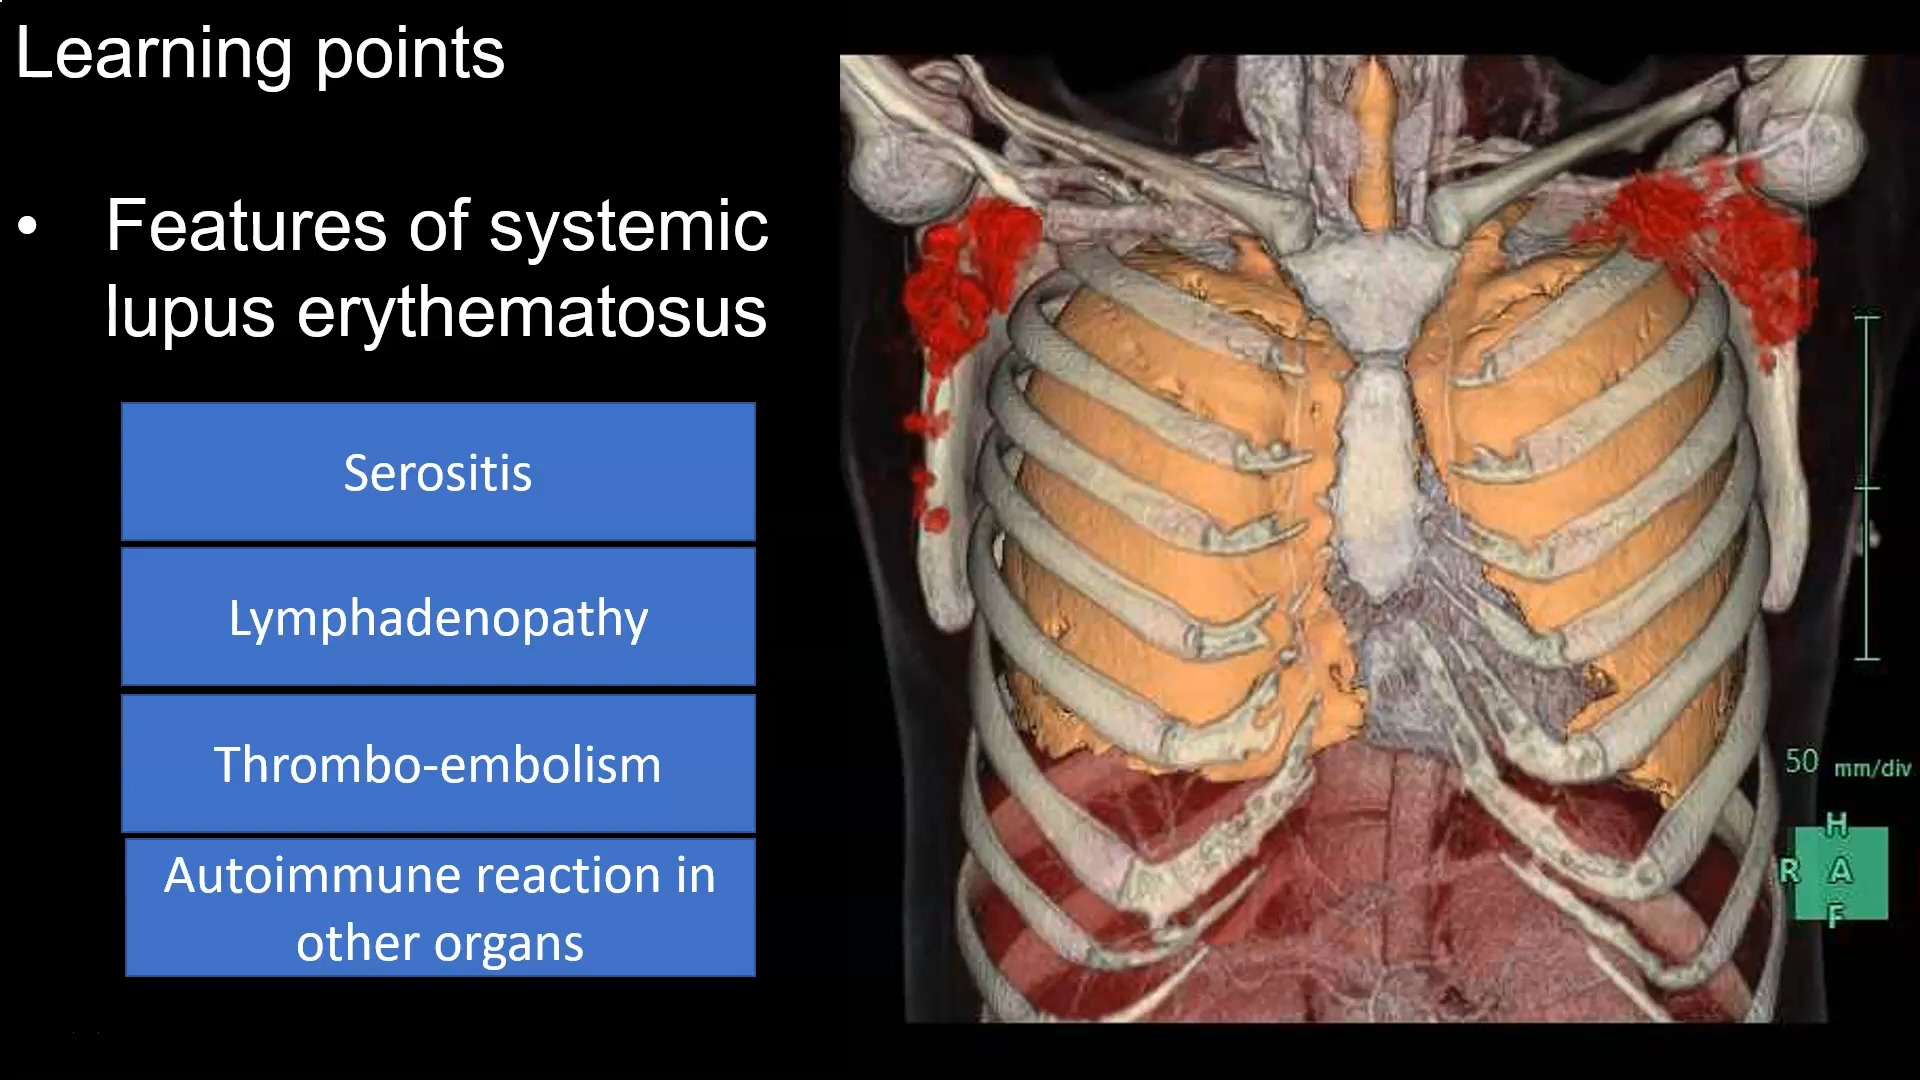 Learning points
• Features of systemic
lupus erythematosus
Serositis
Lymphadenopathy
Thrombo-embolism
Autoimmune reaction in
other organs
50 mm/div
H
R A
F